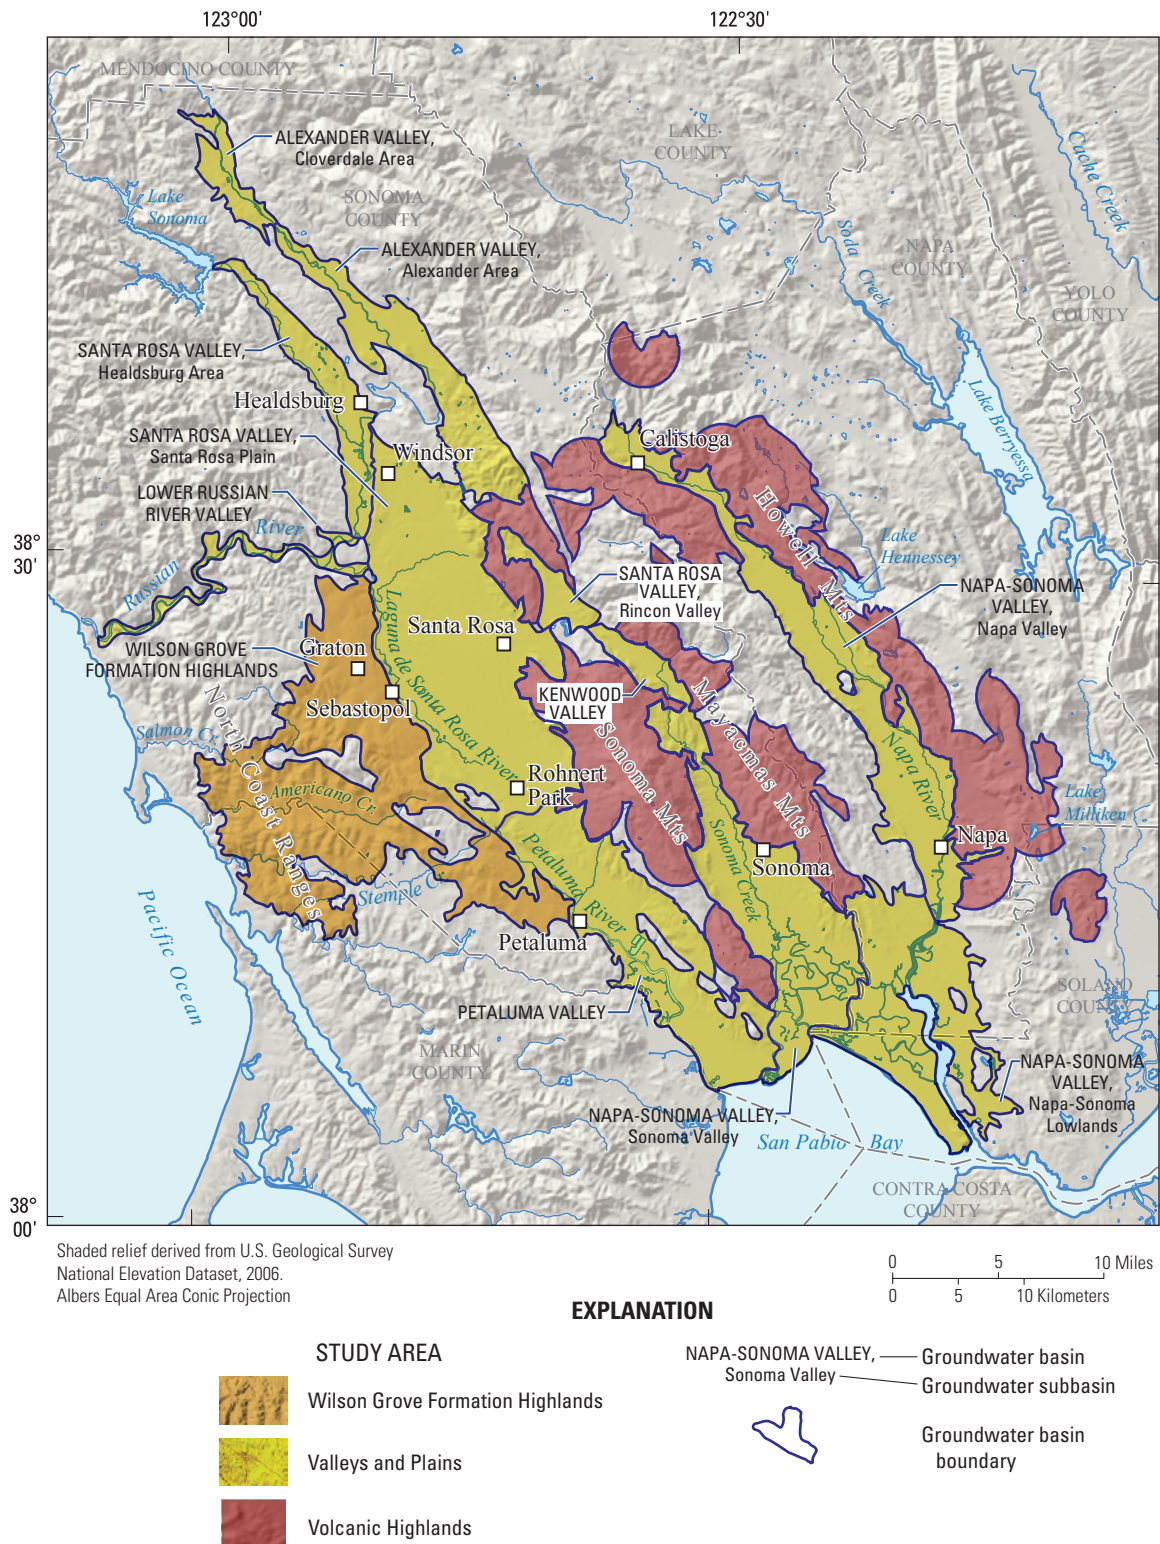 123°00'
122°30'
MENDOCINO COUNTY
ALEXANDER VALLEY,
Cloverdale Area
LAKE
COUNTY
Cache Creek
Lake
Sonoma
SONOMA
COUNTY
Soda Creek
NAPA
COUNTY
ALEXANDER VALLEY,
Alexander Area
YOLO
COUNTY
SANTA ROSA VALLEY,
Healdsburg Area
Lake Berryessa
Healdsburg
SANTA ROSA VALLEY,
Santa Rosa Plain
Calistoga
Windsor
LOWER RUSSIAN
RIVER VALLEY
Howell Mts
38°
30'
Russian River
Lake
Hennessey
SANTA ROSA
VALLEY,
Rincon Valley
NAPA-SONOMA
VALLEY,
Napa Valley
Laguna de Santa Rosa River
Santa Rosa
WILSON GROVE
FORMATION HIGHLANDS
Graton
KENWOOD
VALLEY
Sebastopol
Mayacmas Mts
North Coast Ranges
Salmon Cr.
Sonoma Mts
Napa River
Rohnert
Park
Americano Cr.
Lake
Milliken
Sonoma Creek
Petaluma River
Napa
Sonoma
Stemple Cr.
Pacific Ocean
Petaluma
SOLANO
COUNTY
PETALUMA VALLEY
MARIN
COUNTY
NAPA-SONOMA
VALLEY,
Napa-Sonoma
Lowlands
NAPA-SONOMA VALLEY,
Sonoma Valley
San Pablo Bay
CONTRA COSTA
COUNTY
38°
00'
Shaded relief derived from U.S. Geological Survey
National Elevation Dataset, 2006.
Albers Equal Area Conic Projection
0 5 10 Miles
0 5 10 Kilometers
EXPLANATION
STUDY AREA
Wilson Grove Formation Highlands
Valleys and Plains
Volcanic Highlands
NAPA-SONOMA VALLEY,
Sonoma Valley
Groundwater basin
Groundwater subbasin
Groundwater basin
boundary